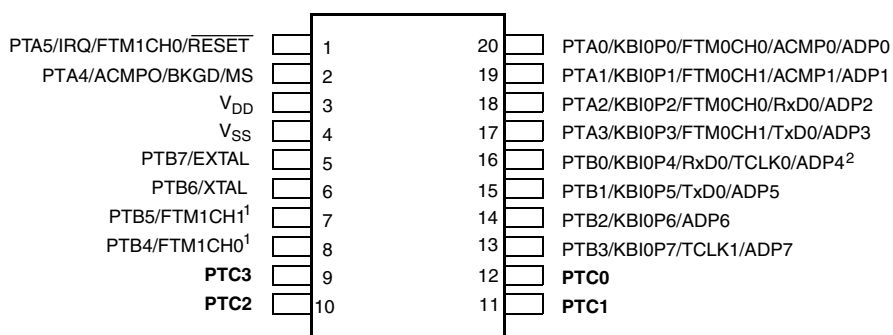 PTA5/IRQ/FTM1CH0/RESET 1 20 PTA0/KBI0P0/FTM0CH0/ACMP0/ADP0
PTA4/ACMPO/BKGD/MS 2 19 PTA1/KBI0P1/FTM0CH1/ACMP1/ADP1
VDD 3 18 PTA2/KBI0P2/FTM0CH0/RxD0/ADP2
VSS 4 17 PTA3/KBI0P3/FTM0CH1/TxD0/ADP3
PTB7/EXTAL 5 16 PTB0/KBI0P4/RxD0/TCLK0/ADP4²
PTB6/XTAL 6 15 PTB1/KBI0P5/TxD0/ADP5
PTB5/FTM1CH1¹ 7 14 PTB2/KBI0P6/ADP6
PTB4/FTM1CH0¹ 8 13 PTB3/KBI0P7/TCLK1/ADP7
PTC3 9 12 PTC0
PTC2 10 11 PTC1